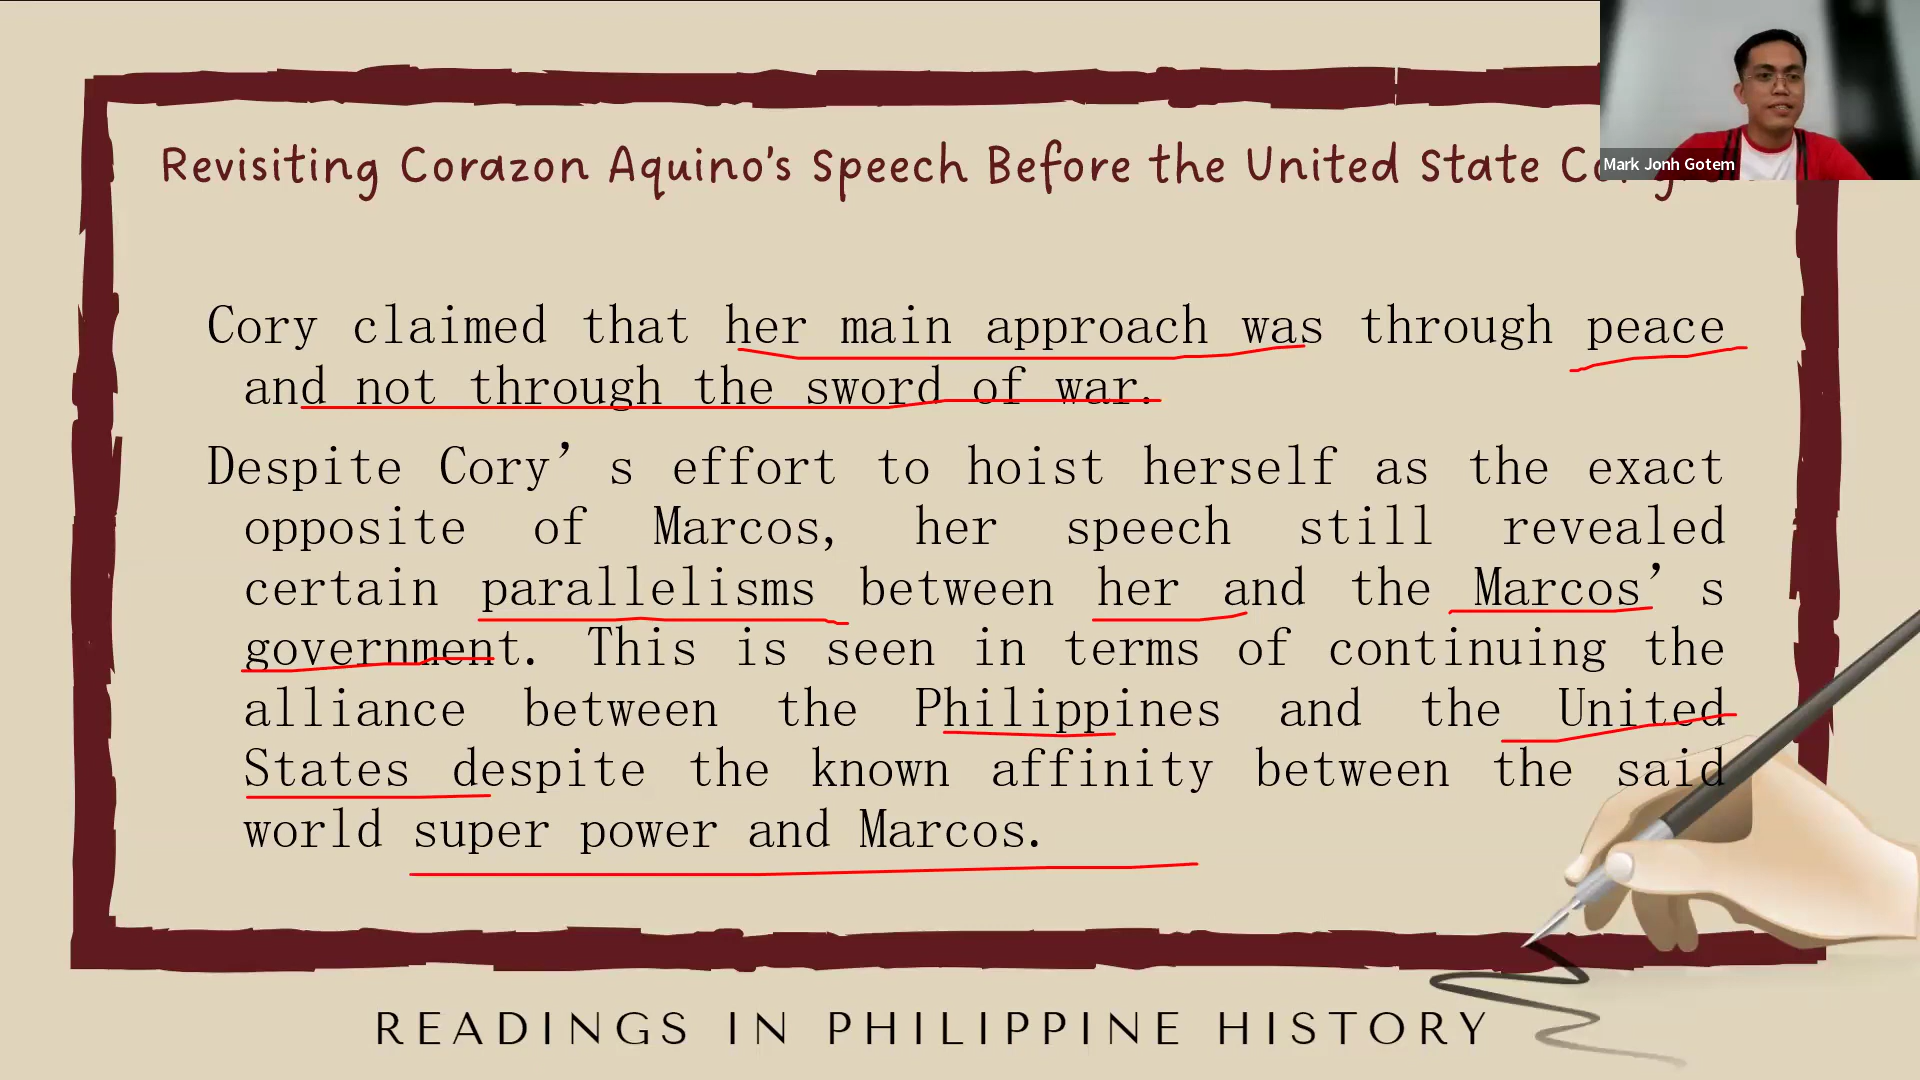 Revisiting Corazon Aquino's Speech Before the United State
Mark Jonh Gotem
Cory claimed that her main approach was through peace
and not through the sword of war.
Despite Cory's effort to hoist herself as the exact
opposite of Marcos, her speech still revealed
certain parallelisms between her and the Marcos's
government. This is seen in terms of continuing the
alliance between the Philippines and the United
States despite the known affinity between the said
world super power and Marcos.
READINGS IN PHILIPPINE HISTORY